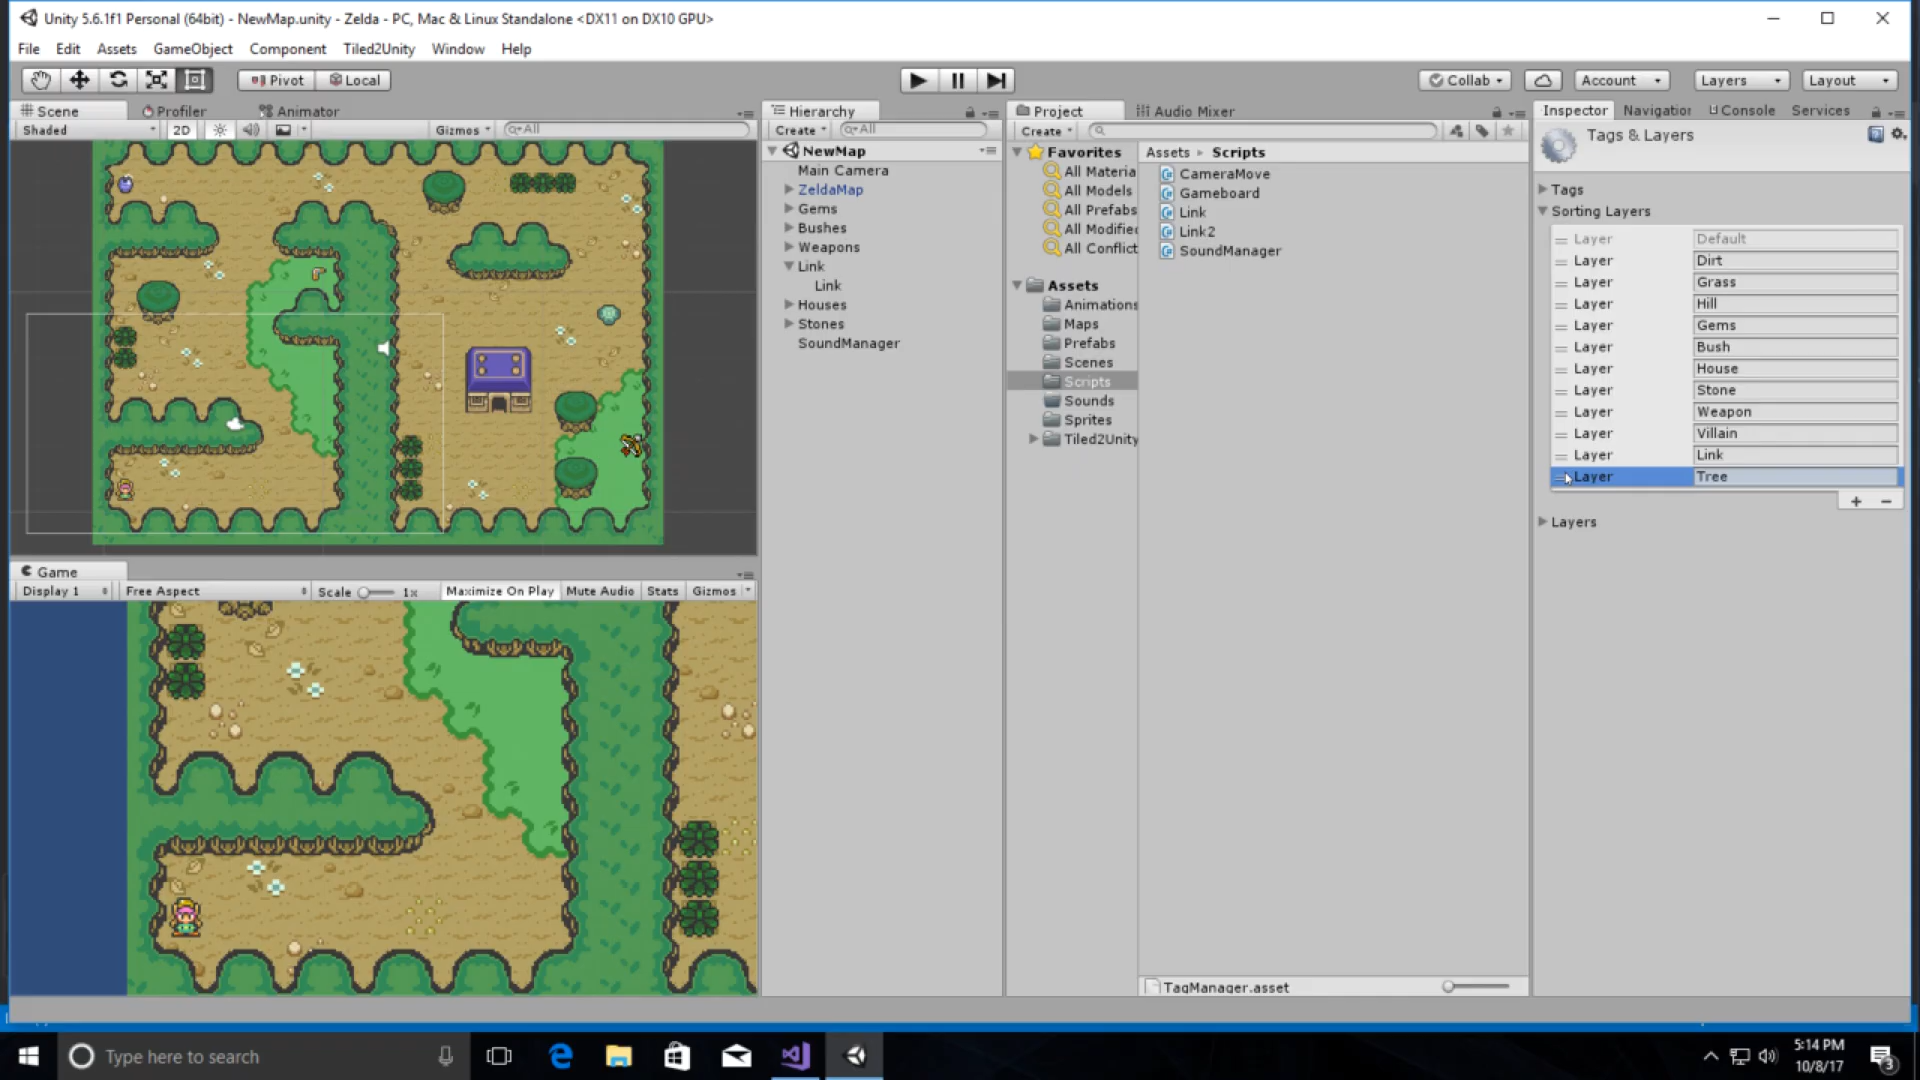 Unity 5.6.1f1 Personal (64bit) - NewMap.unity - Zelda - PC, Mac & Linux Standalone <DX11 on DX10 GPU>
File Edit Assets GameObject Component Tiled2Unity Window Help
Pivot Local Collab Account Layers Layout
Scene Profiler Animator
Shaded 2D Gizmos All
Hierarchy
Create All
NewMap
Main Camera
ZeldaMap
Gems
Bushes
Weapons
Link
Link
Houses
Stones
SoundManager
Project Audio Mixer
Create
Favorites
All Materia
All Models
All Prefabs
All Modifie
All Conflict
Assets
Animations
Maps
Prefabs
Scenes
Scripts
Sounds
Sprites
Tiled2Unity
Assets Scripts
CameraMove
Gameboard
Link
Link2
SoundManager
TagManager.asset
Inspector Navigation Console Services
Tags & Layers
Tags
Sorting Layers
Layer Default
Layer Dirt
Layer Grass
Layer Hill
Layer Gems
Layer Bush
Layer House
Layer Stone
Layer Weapon
Layer Villain
Layer Link
Layer Tree
Layers
Game
Display 1 Free Aspect Scale 1x Maximize On Play Mute Audio Stats Gizmos
Type here to search
5:14 PM
10/8/17
3